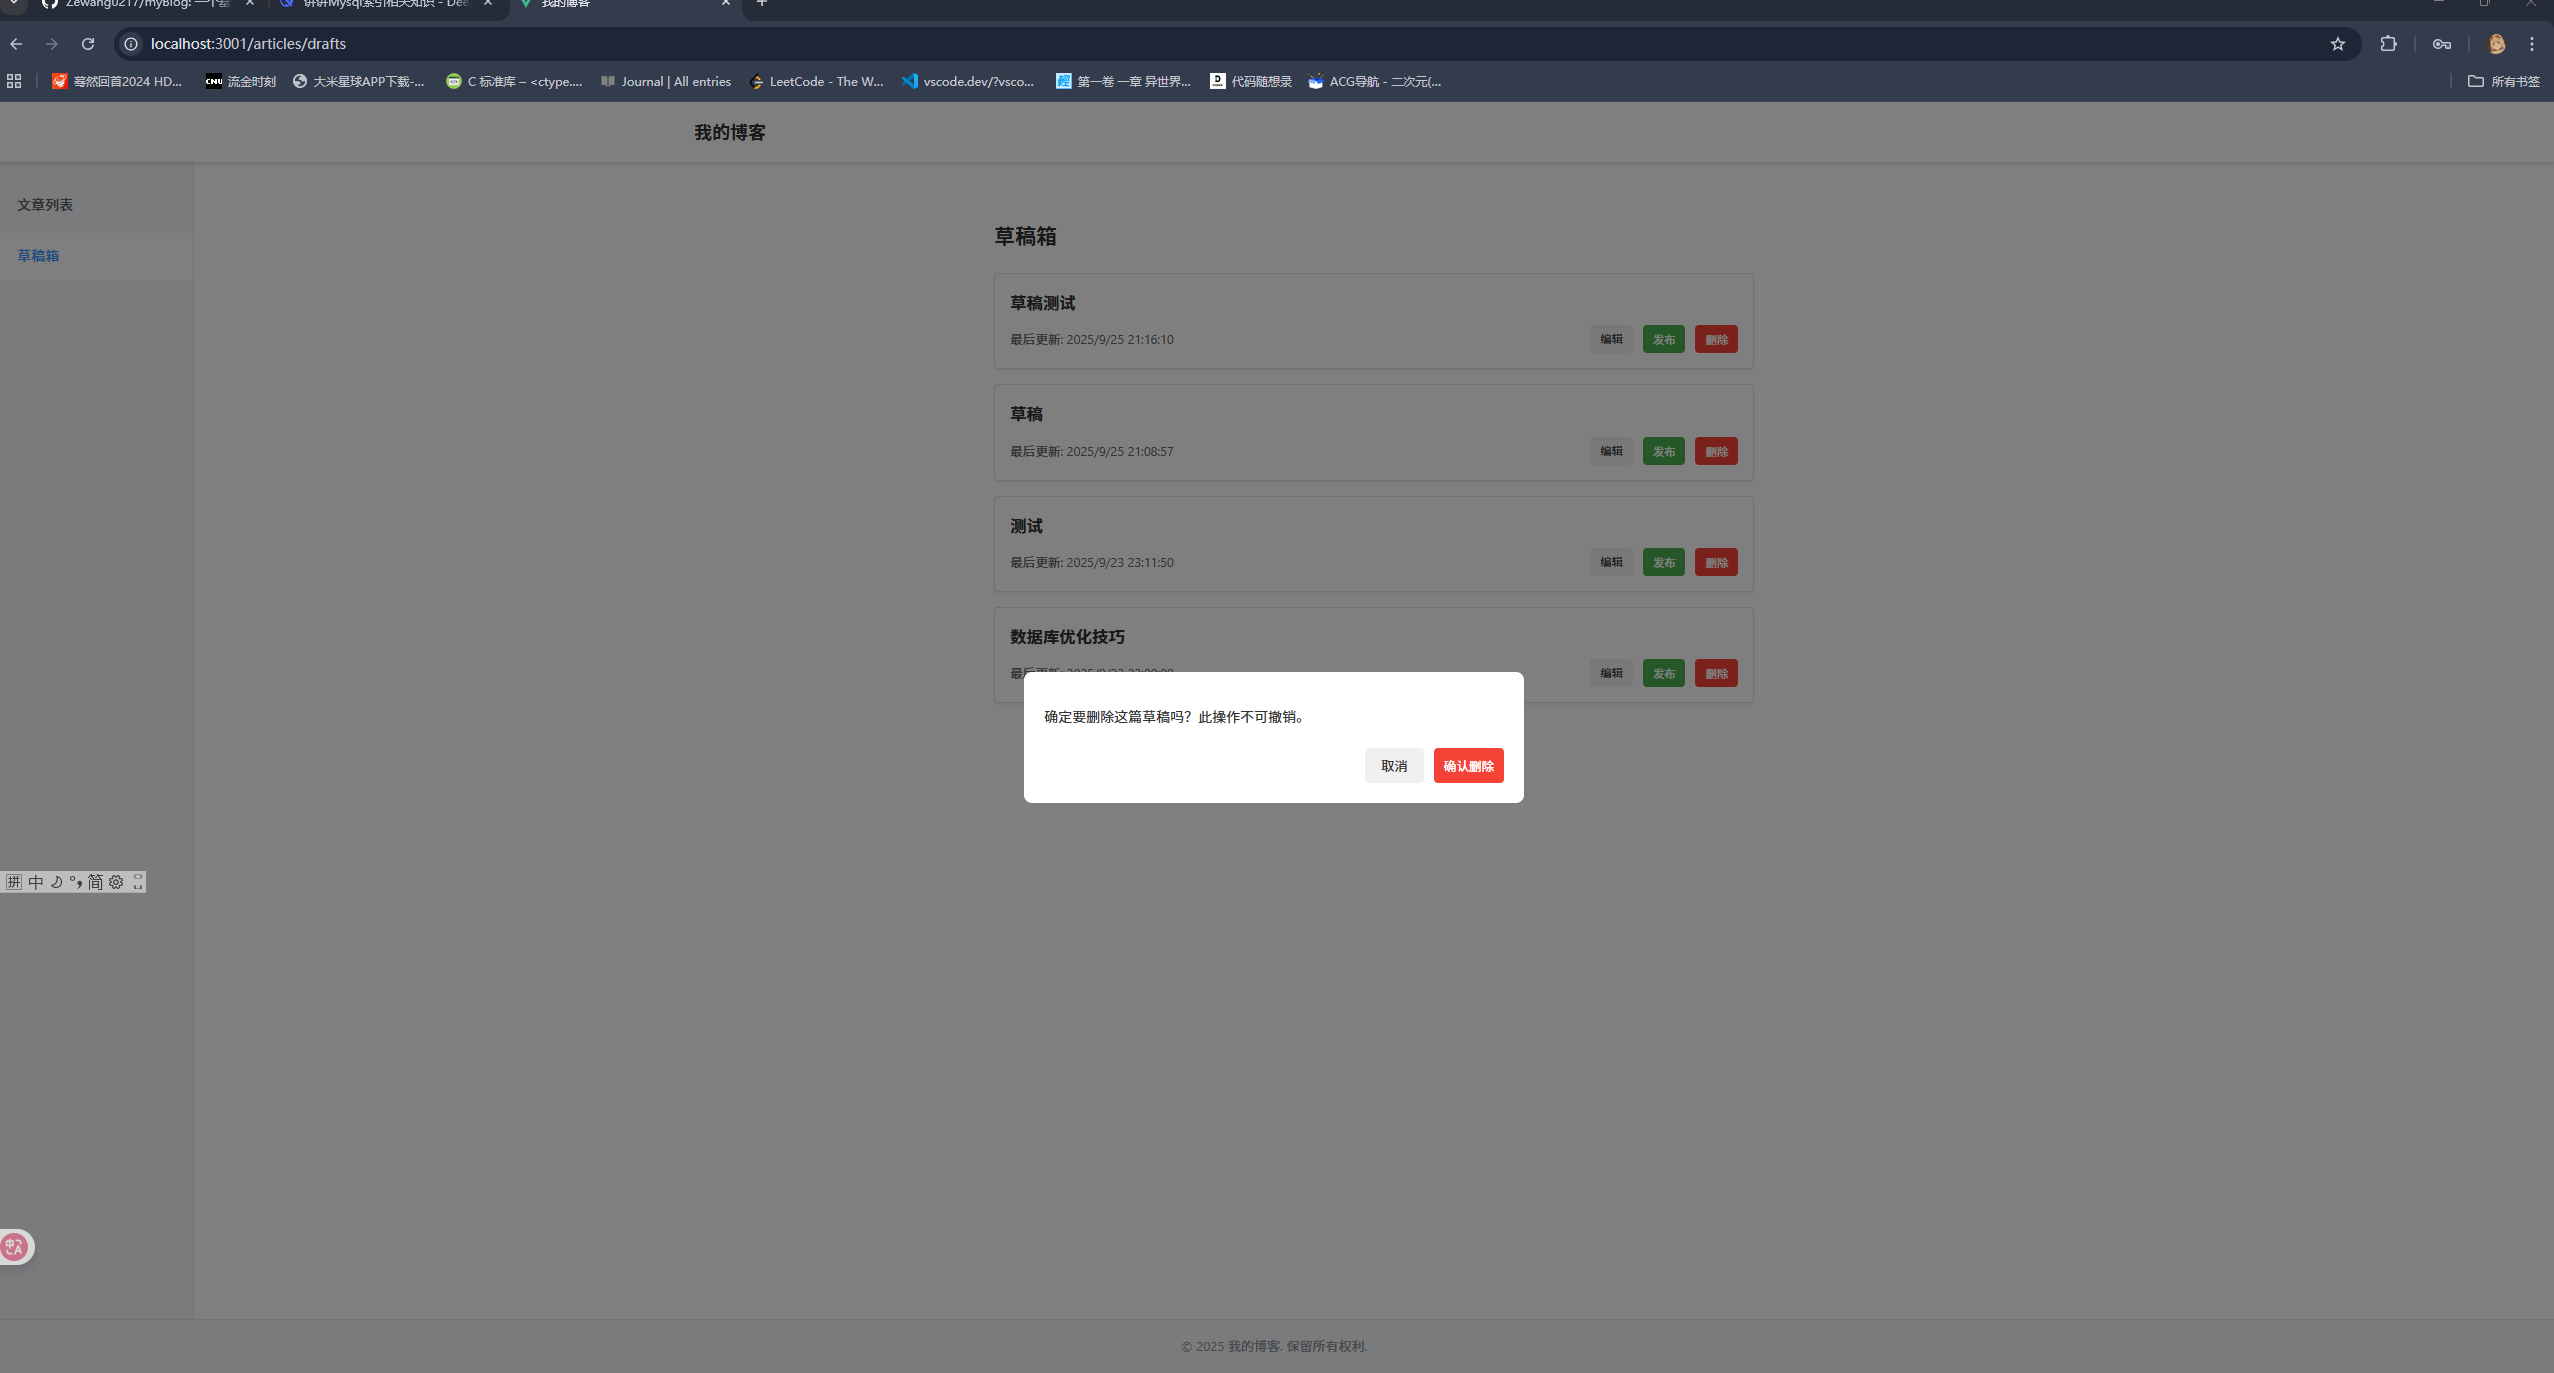 Zewang0217/myBlog: 一个基
讲讲Mysql索引相关知识 - Dee
我的博客
localhost:3001/articles/drafts
蓦然回首2024 HD...
CNU 流金时刻
大米星球APP下载-...
C 标准库 – <ctype....
Journal | All entries
LeetCode - The W...
vscode.dev/?vsco...
第一卷 一章 异世界...
代码随想录
ACG导航 - 二次元(...
所有书签
我的博客
文章列表
草稿箱
草稿箱
草稿测试
最后更新: 2025/9/25 21:16:10
编辑 发布 删除
草稿
最后更新: 2025/9/25 21:08:57
编辑 发布 删除
测试
最后更新: 2025/9/23 23:11:50
编辑 发布 删除
数据库优化技巧
编辑 发布 删除
确定要删除这篇草稿吗？此操作不可撤销。
取消 确认删除
拼 中 简
© 2025 我的博客. 保留所有权利.